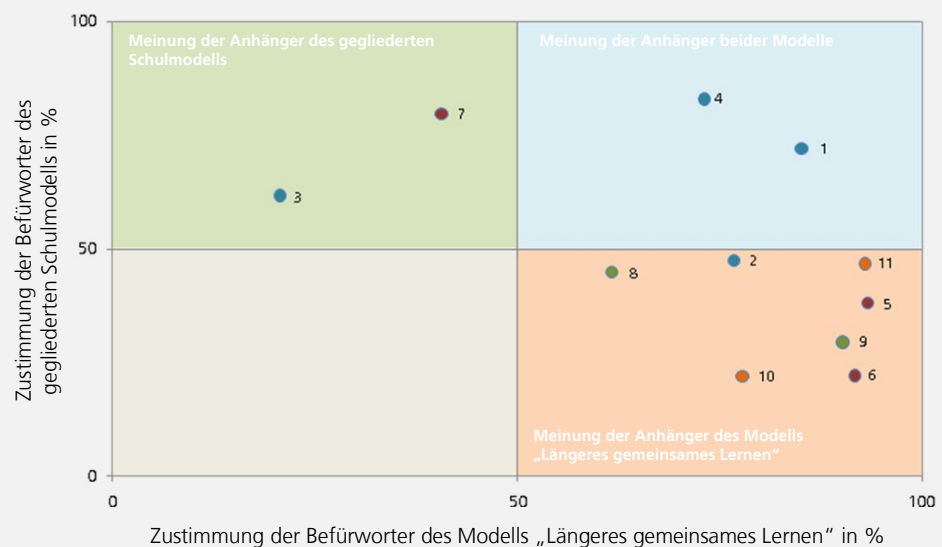 100
Meinung der Anhänger des gegliederten
Schulmodells
Meinung der Anhänger beider Modelle
4
7
1
3
Zustimmung der Befürworter des
gegliederten Schulmodells in %
50
2
11
8
5
9
10
6
Meinung der Anhänger des Modells
„Längeres gemeinsames Lernen“
0
0
50
100
Zustimmung der Befürworter des Modells „Längeres gemeinsames Lernen“ in %